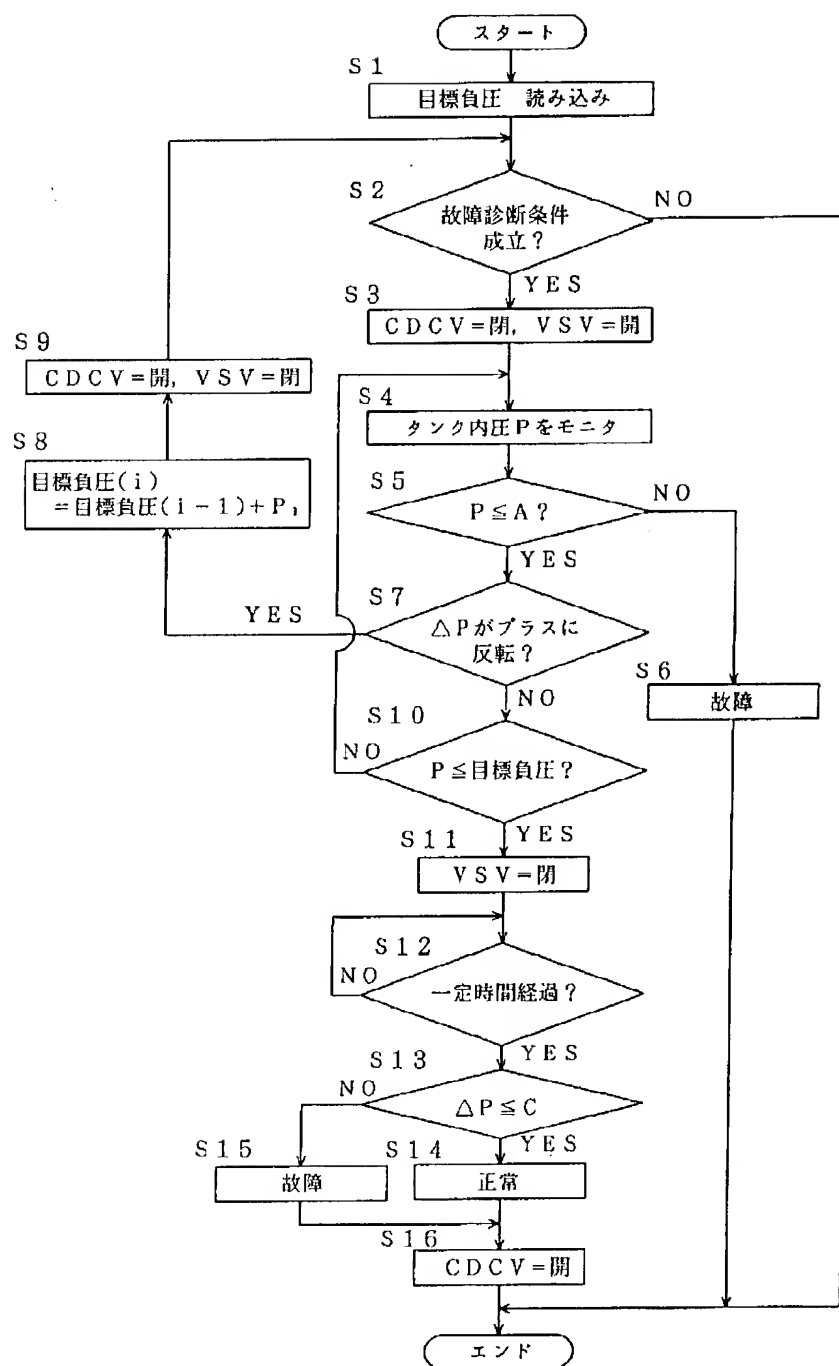 スタート
S1
目標負圧 読み込み
S2
故障診断条件
成立?
NO
YES
S3
CDCV=閉, VSV=開
S9
CDCV=開, VSV=閉
S4
タンク内圧Pをモニタ
S8
目標負圧(i)
=目標負圧(i-1)+P₁
S5
P≦A?
NO
YES
S7
△Pがプラスに
反転?
YES
NO
S6
故障
S10
P≦目標負圧?
NO
YES
S11
VSV=閉
S12
一定時間経過?
NO
YES
S13
△P≦C
NO
YES
S15
故障
S14
正常
S16
CDCV=開
エンド